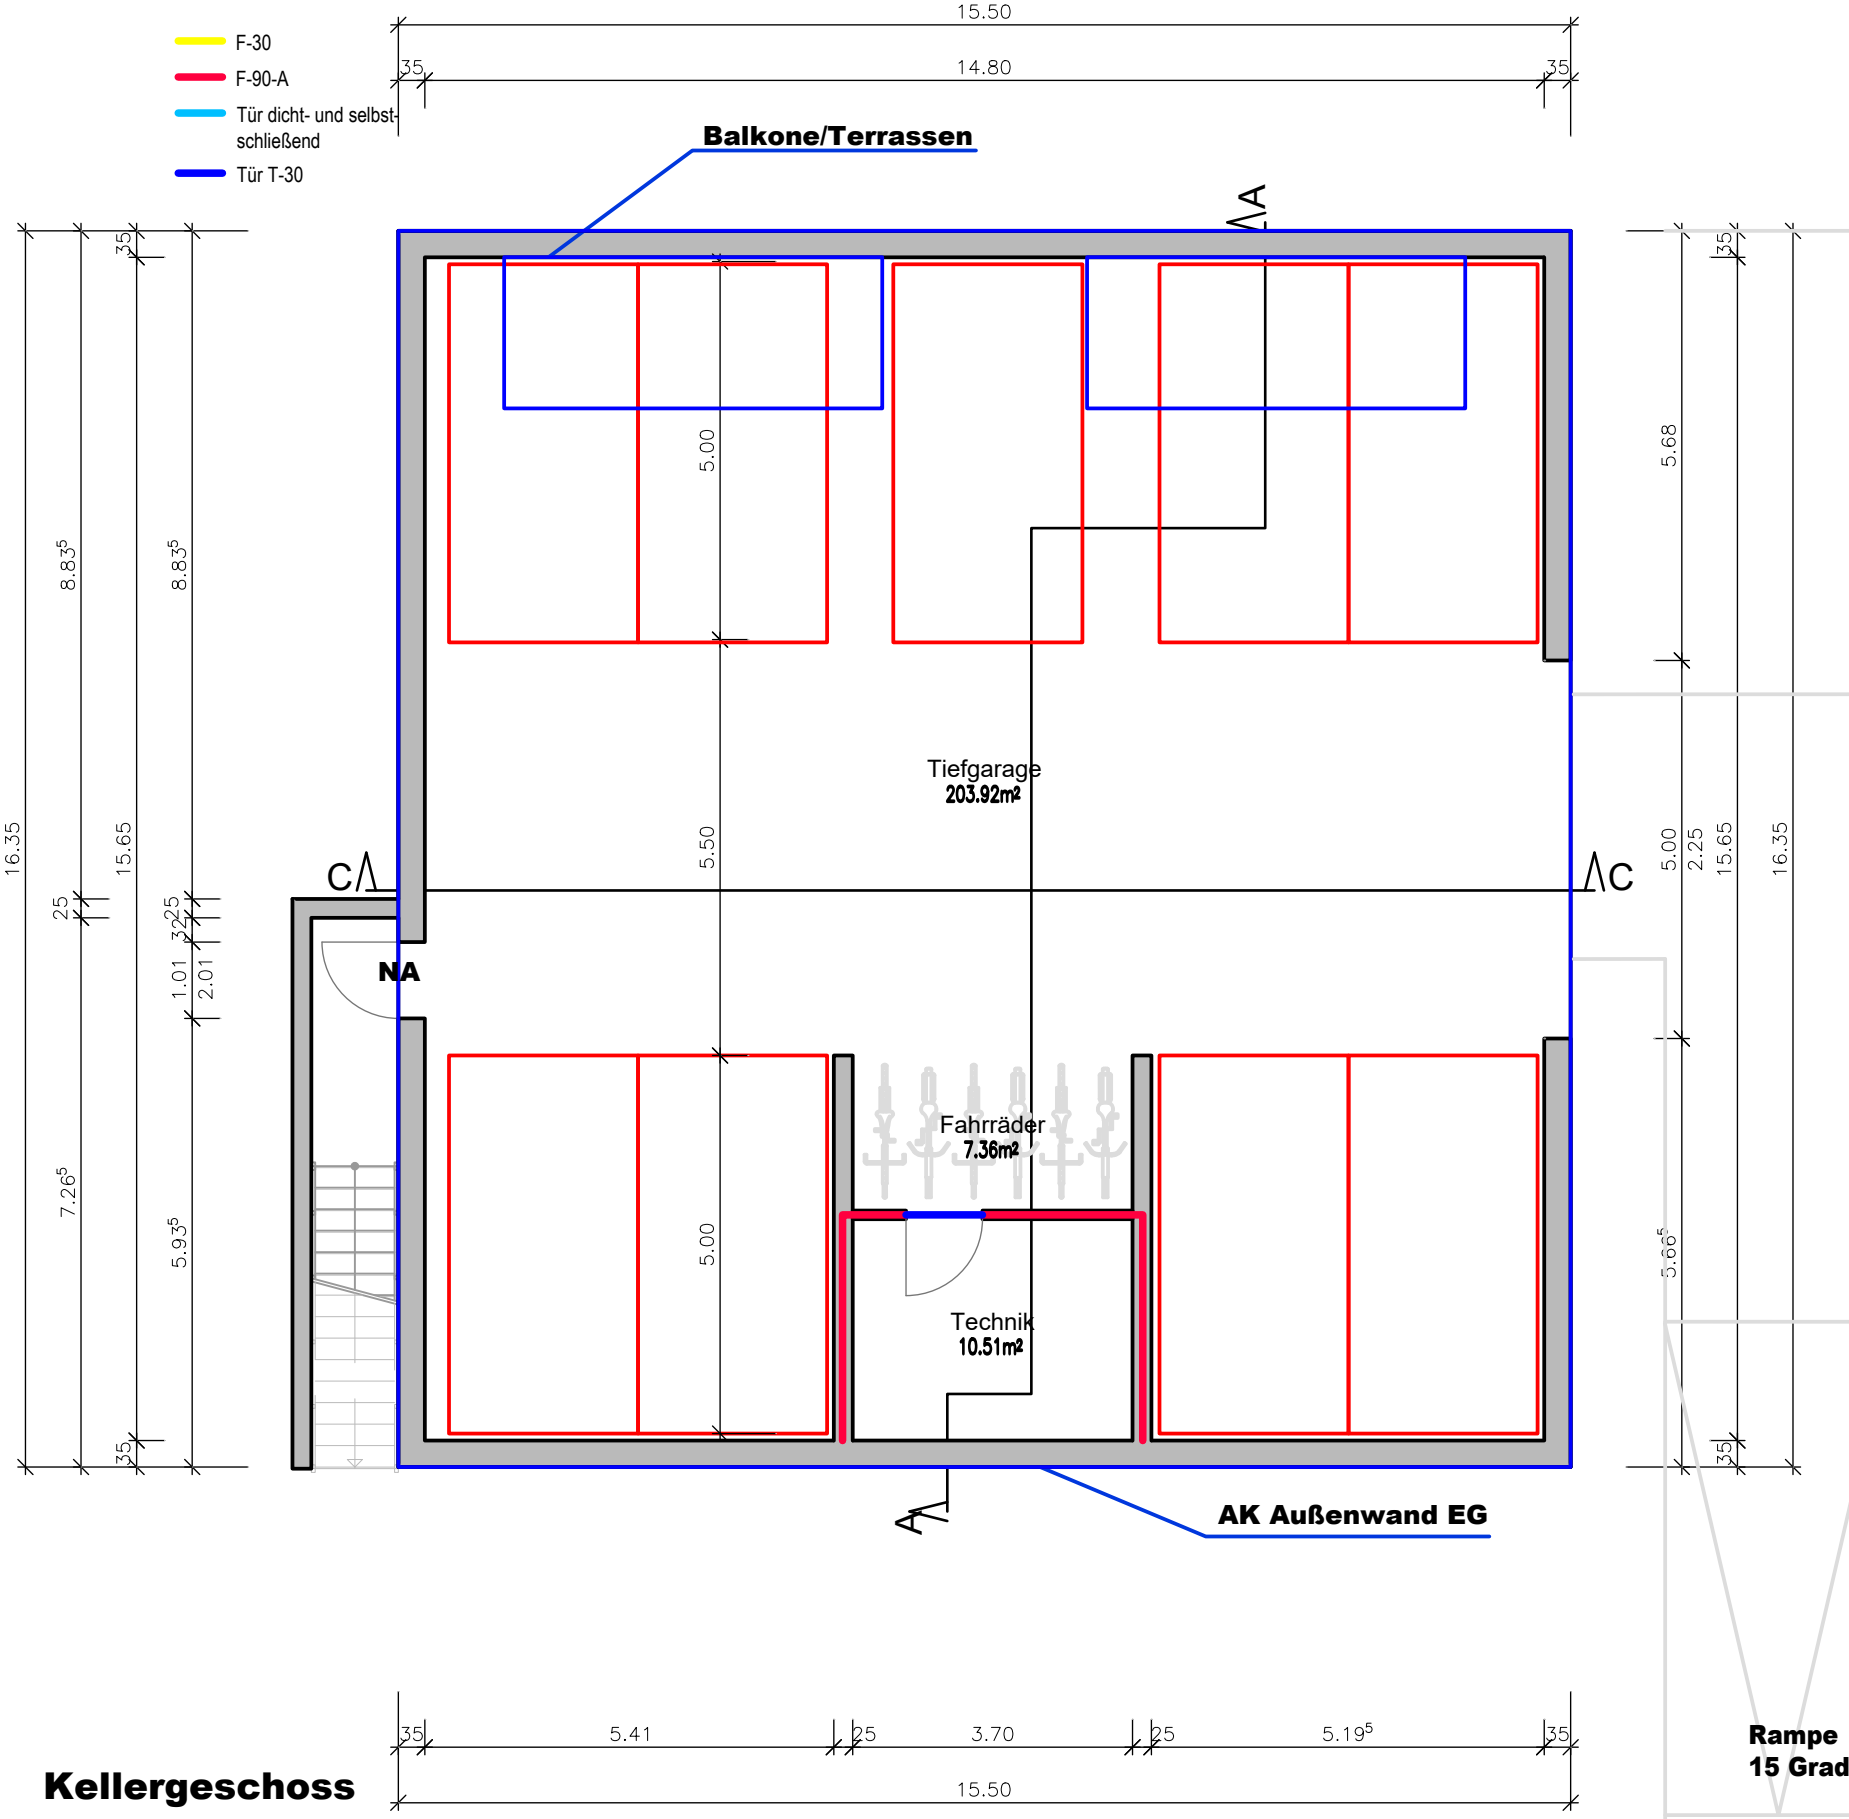 15.50
35
14.80
35
F-30
F-90-A
Tür dicht- und selbst-
schließend
Tür T-30
Balkone/Terrassen
A
16.35
8.83⁵
25
7.26⁵
35
15.65
35
8.83⁵
25
32
1.01
2.01
5.93⁵
5.00
5.50
5.00
Tiefgarage
203.92m²
C
C
NA
Fahrräder
7.36m²
Technik
10.51m²
5.68
5.00
2.25
5.66⁵
35
15.65
35
16.35
A
AK Außenwand EG
35
5.41
25
3.70
25
5.19⁵
35
15.50
Kellergeschoss
Rampe
15 Grad